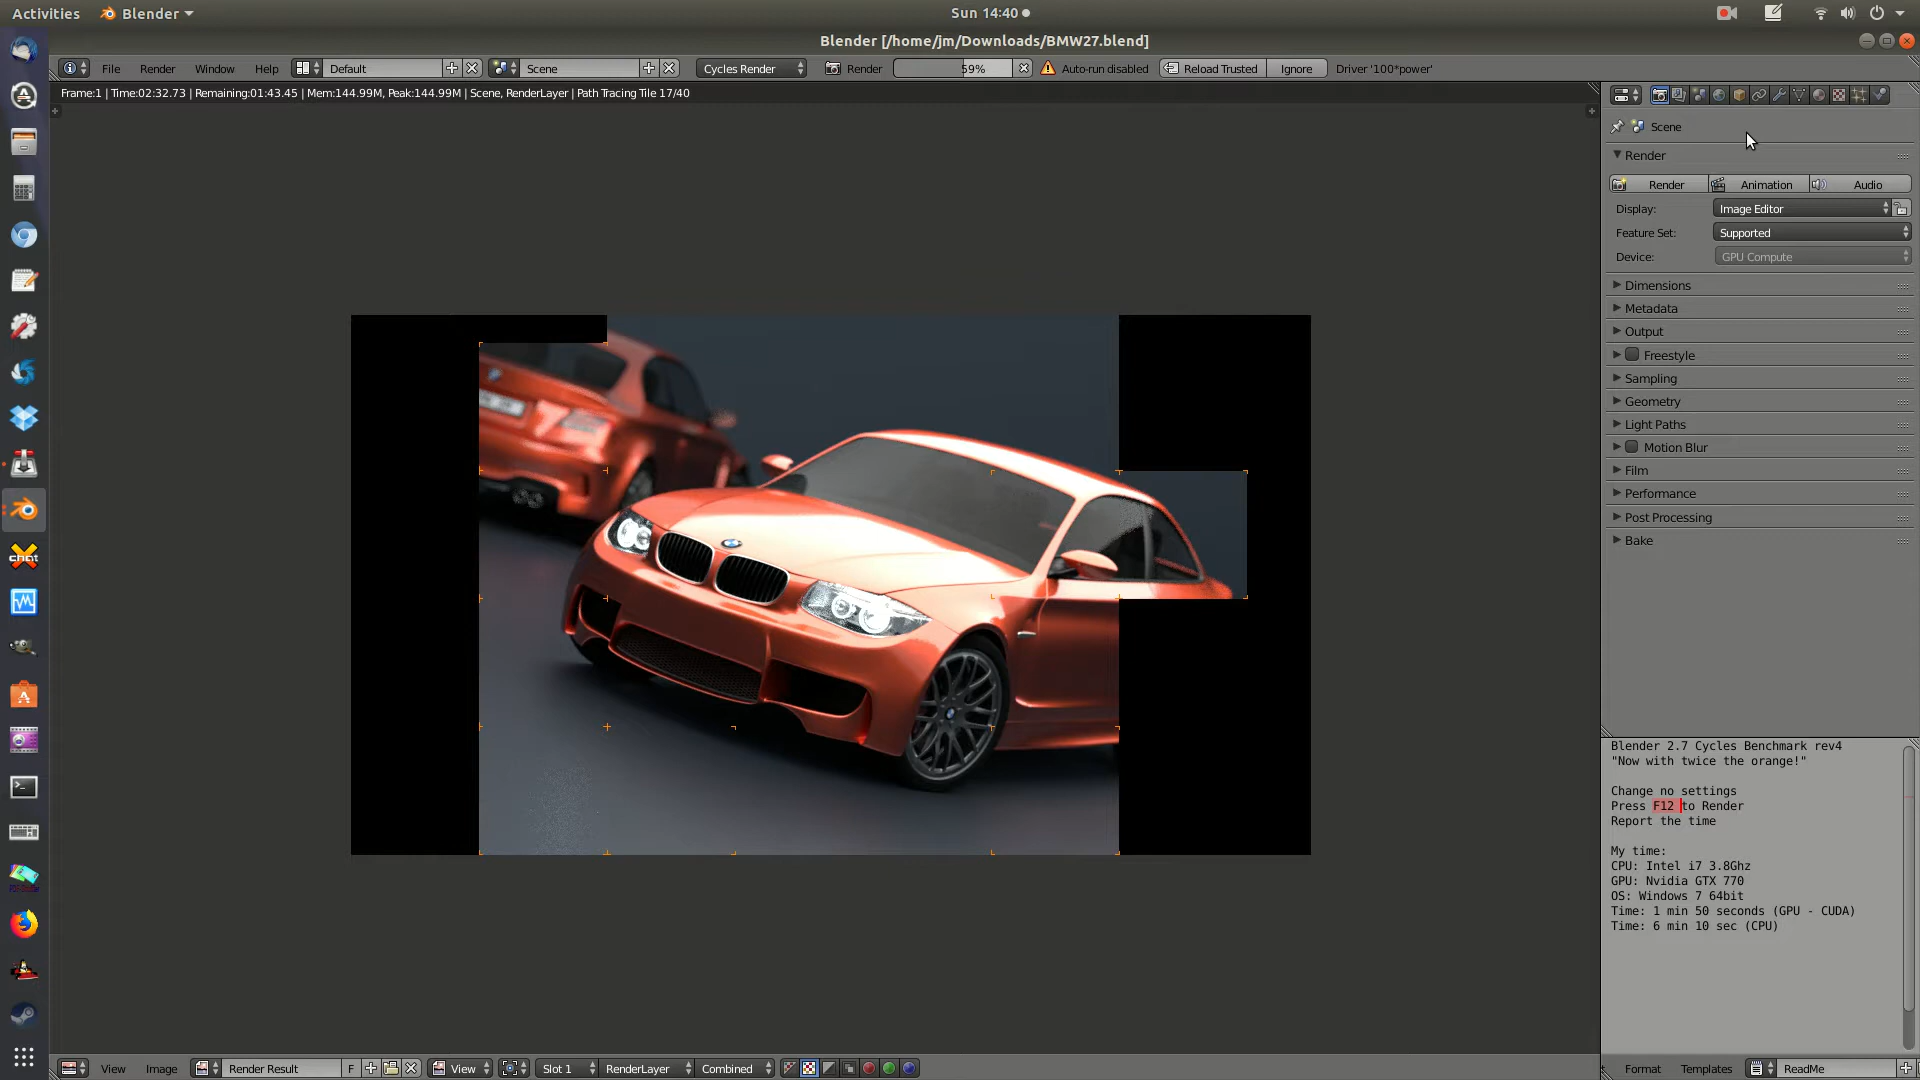 Activities Blender Sun 14:40
Blender [/home/jm/Downloads/BMW27.blend]
File Render Window Help Default Scene Cycles Render Render 59% Auto-run disabled Reload Trusted Ignore Driver '100*power'
Frame:1 | Time:02:32.73 | Remaining:01:43.45 | Mem:144.99M, Peak:144.99M | Scene, RenderLayer | Path Tracing Tile 17/40
Scene
Render
Render Animation Audio
Display: Image Editor
Feature Set: Supported
Device: GPU Compute
Dimensions
Metadata
Output
Freestyle
Sampling
Geometry
Light Paths
Motion Blur
Film
Performance
Post Processing
Bake
Blender 2.7 Cycles Benchmark rev4
"Now with twice the orange!"
Change no settings
Press F12 to Render
Report the time
My time:
CPU: Intel i7 3.8Ghz
GPU: Nvidia GTX 770
OS: Windows 7 64bit
Time: 1 min 50 seconds (GPU - CUDA)
Time: 6 min 10 sec (CPU)
View Image Render Result F View Slot 1 RenderLayer Combined
Format Templates ReadMe